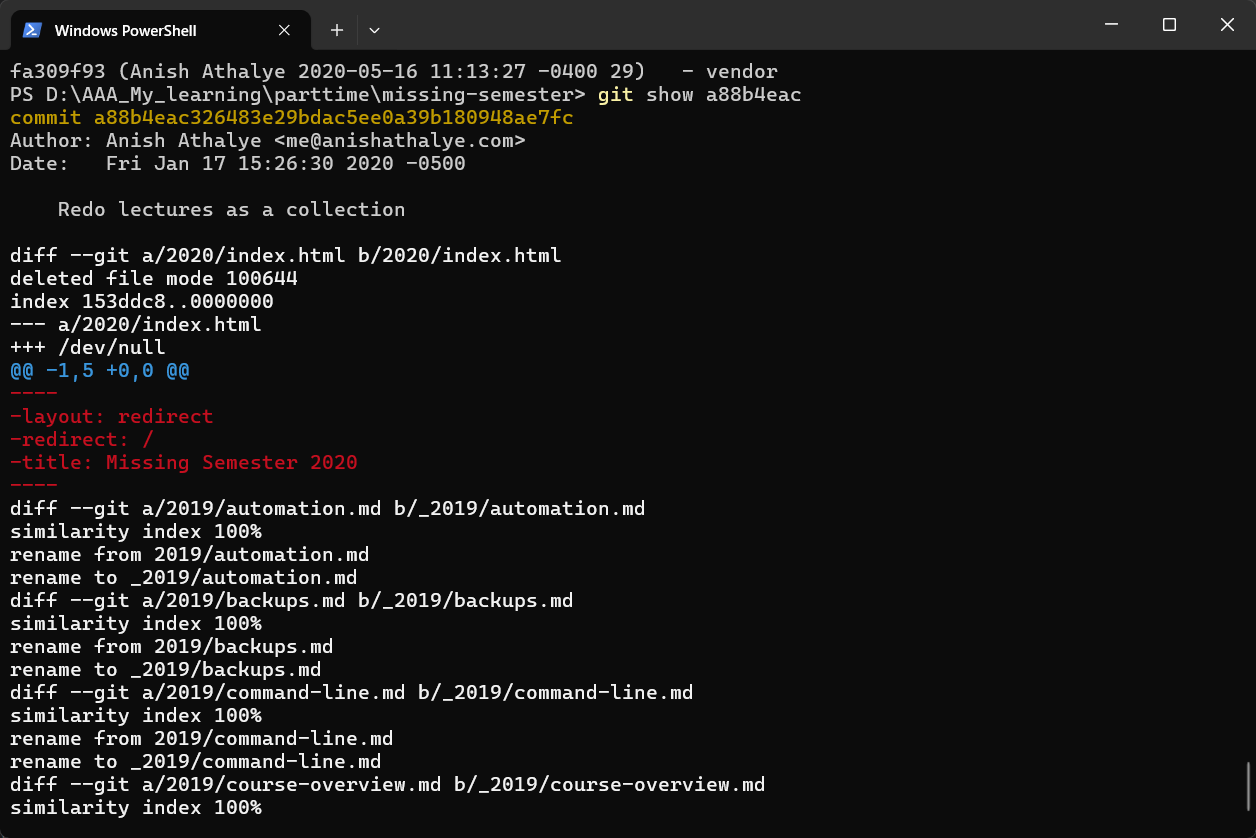 Windows PowerShell
fa309f93 (Anish Athalye 2020-05-16 11:13:27 -0400 29)   - vendor
PS D:\AAA_My_learning\parttime\missing-semester> git show a88b4eac
commit a88b4eac326483e29bdac5ee0a39b180948ae7fc
Author: Anish Athalye <me@anishathalye.com>
Date:   Fri Jan 17 15:26:30 2020 -0500
    Redo lectures as a collection
diff --git a/2020/index.html b/2020/index.html
deleted file mode 100644
index 153ddc8..0000000
--- a/2020/index.html
+++ /dev/null
@@ -1,5 +0,0 @@
----
-layout: redirect
-redirect: /
-title: Missing Semester 2020
----
diff --git a/2019/automation.md b/_2019/automation.md
similarity index 100%
rename from 2019/automation.md
rename to _2019/automation.md
diff --git a/2019/backups.md b/_2019/backups.md
similarity index 100%
rename from 2019/backups.md
rename to _2019/backups.md
diff --git a/2019/command-line.md b/_2019/command-line.md
similarity index 100%
rename from 2019/command-line.md
rename to _2019/command-line.md
diff --git a/2019/course-overview.md b/_2019/course-overview.md
similarity index 100%